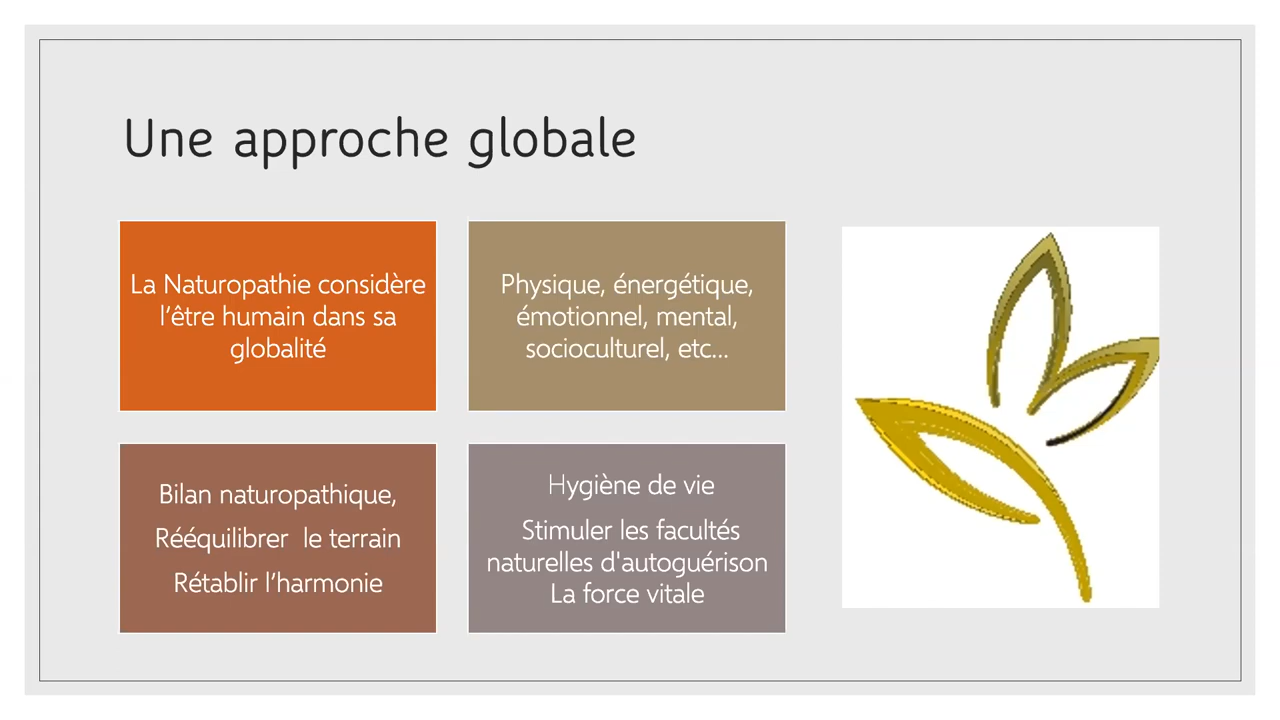 Une approche globale
La Naturopathie considère
l’être humain dans sa
globalité
Physique, énergétique,
émotionnel, mental,
socioculturel, etc...
Bilan naturopathique,
Rééquilibrer  le terrain
Rétablir l’harmonie
Hygiène de vie
Stimuler les facultés
naturelles d'autoguérison
La force vitale